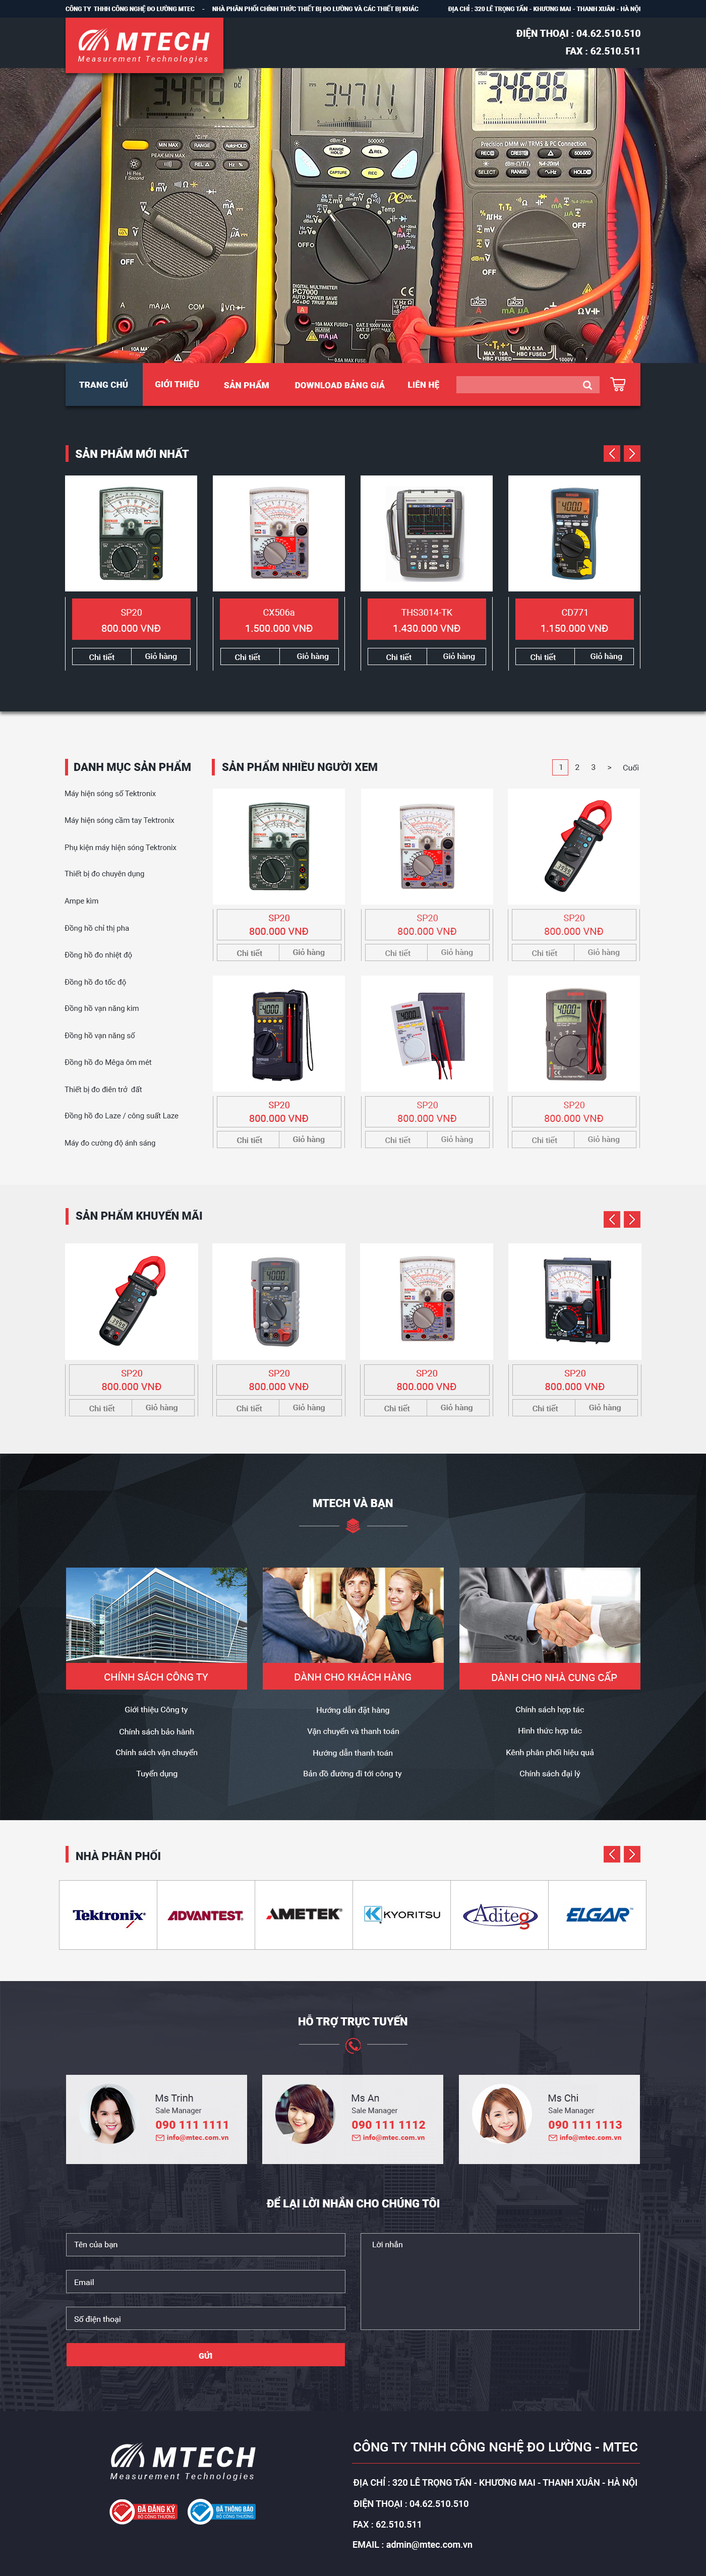 CÔNG TY THHH CÔNG NGHỆ ĐO LƯỜNG MTEC - NHÀ PHÂN PHỐI CHÍNH THỨC THIẾT BỊ ĐO LƯỜNG VÀ CÁC THIẾT BỊ KHÁC
ĐỊA CHỈ : 320 LÊ TRỌNG TẤN - KHƯƠNG MAI - THANH XUÂN - HÀ NỘI
MTECH
Measurement Technologies
ĐIỆN THOẠI : 04.62.510.510
FAX : 62.510.511
TRANG CHỦ
GIỚI THIỆU
SẢN PHẨM
DOWNLOAD BẢNG GIÁ
LIÊN HỆ
SẢN PHẨM MỚI NHẤT
SP20
800.000 VNĐ
Chi tiết
Giỏ hàng
CX506a
1.500.000 VNĐ
Chi tiết
Giỏ hàng
THS3014-TK
1.430.000 VNĐ
Chi tiết
Giỏ hàng
CD771
1.150.000 VNĐ
Chi tiết
Giỏ hàng
DANH MỤC SẢN PHẨM
Máy hiện sóng số Tektronix
Máy hiện sóng cầm tay Tektronix
Phụ kiện máy hiện sóng Tektronix
Thiết bị đo chuyên dụng
Ampe kìm
Đồng hồ chỉ thị pha
Đồng hồ đo nhiệt độ
Đồng hồ đo tốc độ
Đồng hồ vạn năng kim
Đồng hồ vạn năng số
Đồng hồ đo Mêga ôm mét
Thiết bị đo điên trở đất
Đồng hồ đo Laze / công suất Laze
Máy đo cường độ ánh sáng
SẢN PHẨM NHIỀU NGƯỜI XEM
1 2 3 > Cuối
SP20
800.000 VNĐ
Chi tiết
Giỏ hàng
SP20
800.000 VNĐ
Chi tiết
Giỏ hàng
SP20
800.000 VNĐ
Chi tiết
Giỏ hàng
SP20
800.000 VNĐ
Chi tiết
Giỏ hàng
SP20
800.000 VNĐ
Chi tiết
Giỏ hàng
SP20
800.000 VNĐ
Chi tiết
Giỏ hàng
SẢN PHẨM KHUYẾN MÃI
SP20
800.000 VNĐ
Chi tiết
Giỏ hàng
SP20
800.000 VNĐ
Chi tiết
Giỏ hàng
SP20
800.000 VNĐ
Chi tiết
Giỏ hàng
SP20
800.000 VNĐ
Chi tiết
Giỏ hàng
MTECH VÀ BẠN
CHÍNH SÁCH CÔNG TY
Giới thiệu Công ty
Chính sách bảo hành
Chính sách vận chuyển
Tuyển dụng
DÀNH CHO KHÁCH HÀNG
Hướng dẫn đặt hàng
Vận chuyển và thanh toán
Hướng dẫn thanh toán
Bản đồ đường đi tới công ty
DÀNH CHO NHÀ CUNG CẤP
Chính sách hợp tác
Hình thức hợp tác
Kênh phân phối hiệu quả
Chính sách đại lý
NHÀ PHÂN PHỐI
Tektronix
ADVANTEST
AMETEK
KYORITSU
Aditeg
ELGAR
HỖ TRỢ TRỰC TUYẾN
Ms Trinh
Sale Manager
090 111 1111
info@mtec.com.vn
Ms An
Sale Manager
090 111 1112
info@mtec.com.vn
Ms Chi
Sale Manager
090 111 1113
info@mtec.com.vn
ĐỂ LẠI LỜI NHẮN CHO CHÚNG TÔI
Tên của bạn
Email
Số điện thoại
Lời nhắn
GỬI
MTECH
Measurement Technologies
ĐÃ ĐĂNG KÝ
BỘ CÔNG THƯƠNG
ĐÃ THÔNG BÁO
BỘ CÔNG THƯƠNG
CÔNG TY TNHH CÔNG NGHỆ ĐO LƯỜNG - MTEC
ĐỊA CHỈ : 320 LÊ TRỌNG TẤN - KHƯƠNG MAI - THANH XUÂN - HÀ NỘI
ĐIỆN THOẠI : 04.62.510.510
FAX : 62.510.511
EMAIL : admin@mtec.com.vn